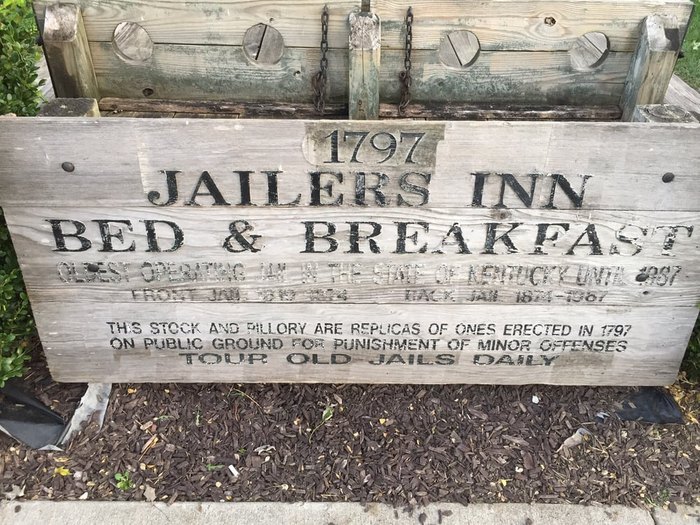 1797
JAILERS INN
BED & BREAKFAST
OLDEST OPERATING JAIL IN THE STATE OF KENTUCKY UNTIL 1987
FRONT JAIL 1819-1874 BACK JAIL 1874-1987
THIS STOCK AND PILLORY ARE REPLICAS OF ONES ERECTED IN 1797
ON PUBLIC GROUND FOR PUNISHMENT OF MINOR OFFENSES
TOUR OLD JAILS DAILY